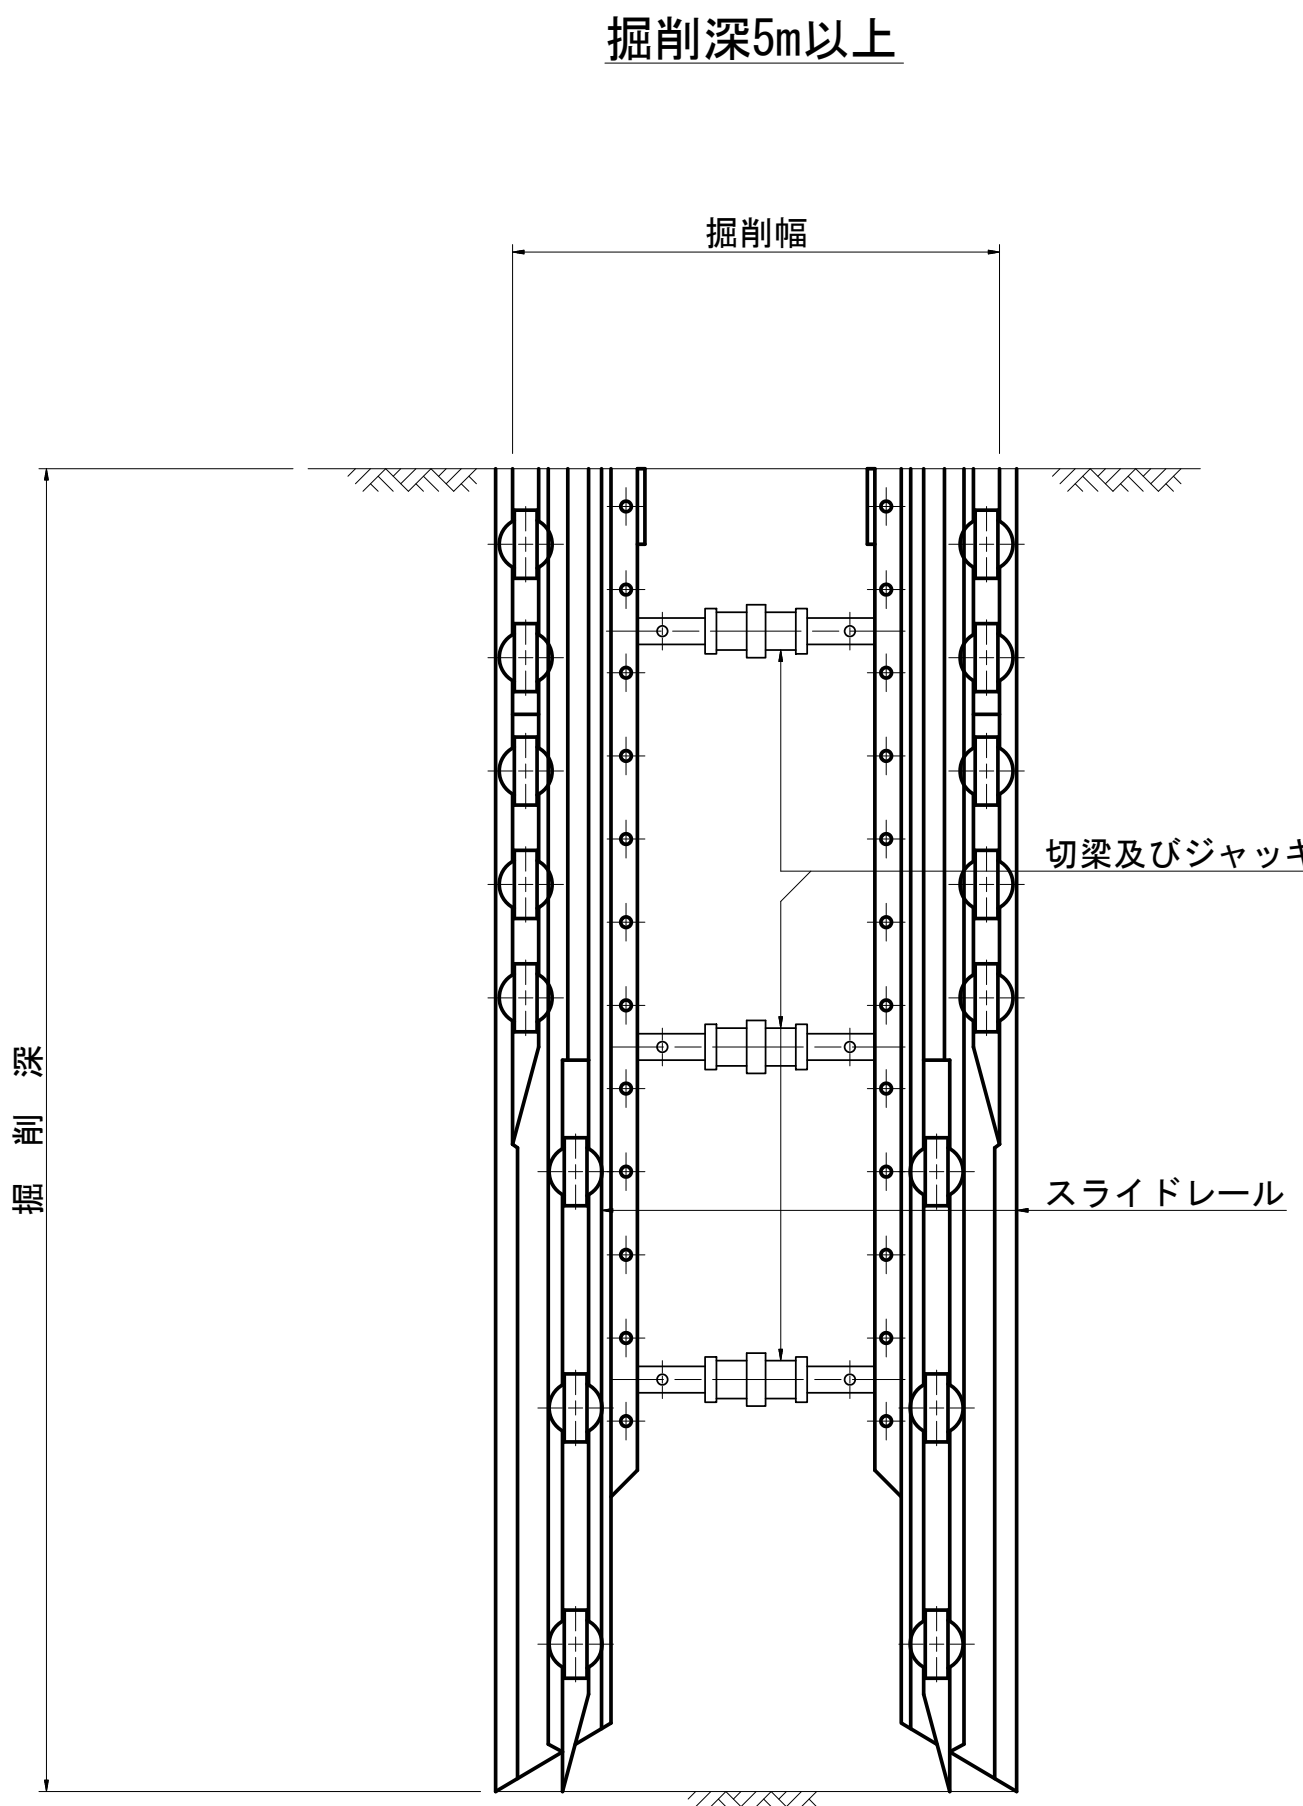 掘削深5m以上
掘削幅
切梁及びジャッキ
掘削深
スライドレール